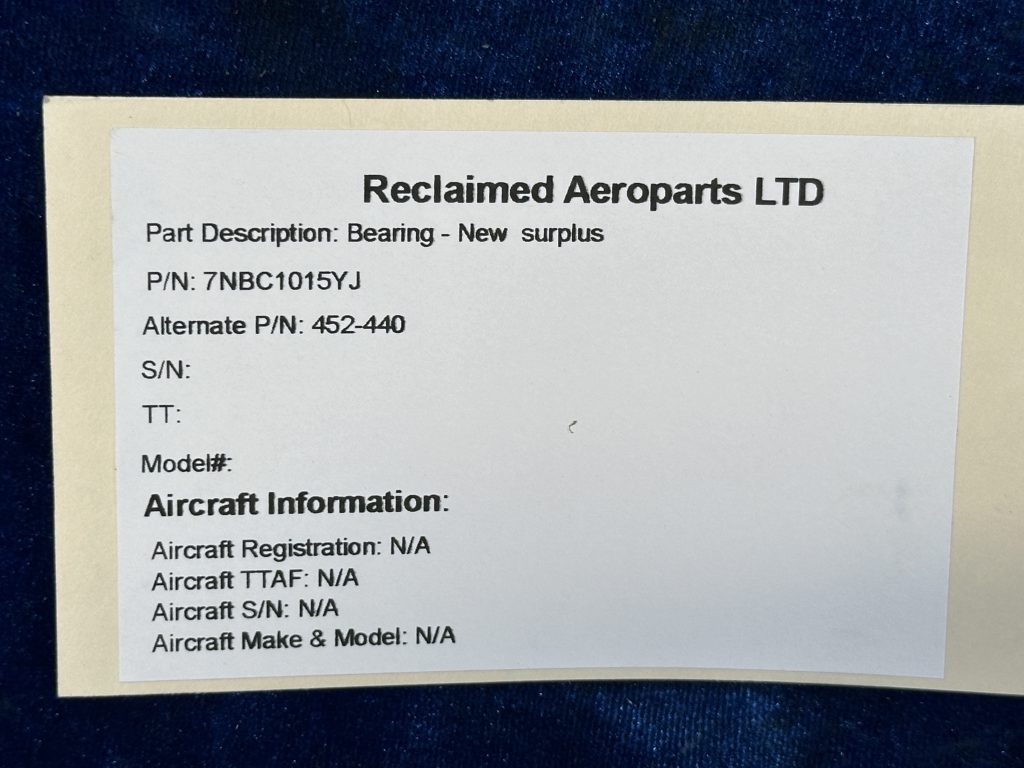 Reclaimed Aeroparts LTD
Part Description: Bearing - New  surplus
P/N: 7NBC1015YJ
Alternate P/N: 452-440
S/N:
TT:
Model#:
Aircraft Information:
Aircraft Registration: N/A
Aircraft TTAF: N/A
Aircraft S/N: N/A
Aircraft Make & Model: N/A